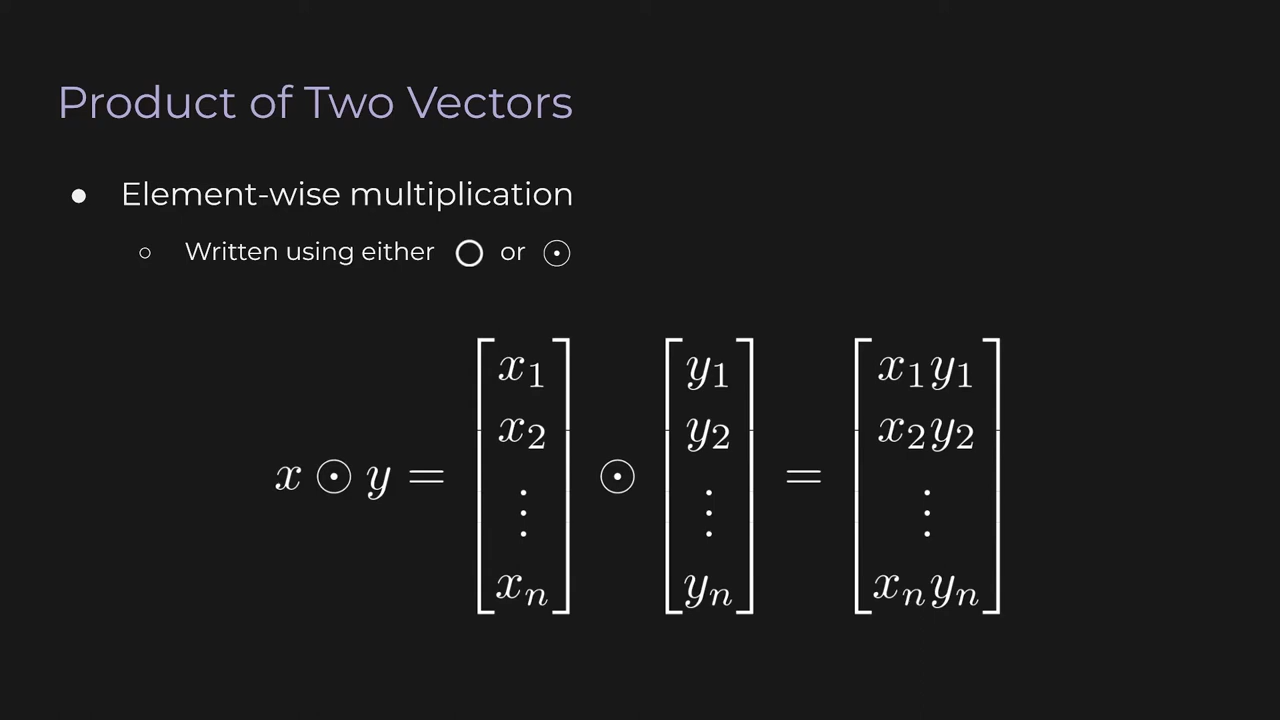 Product of Two Vectors
● Element-wise multiplication
○ Written using either ○ or ⊙
x ⊙ y = [x₁ x₂ ⋮ xₙ] ⊙ [y₁ y₂ ⋮ yₙ] = [x₁y₁ x₂y₂ ⋮ xₙyₙ]